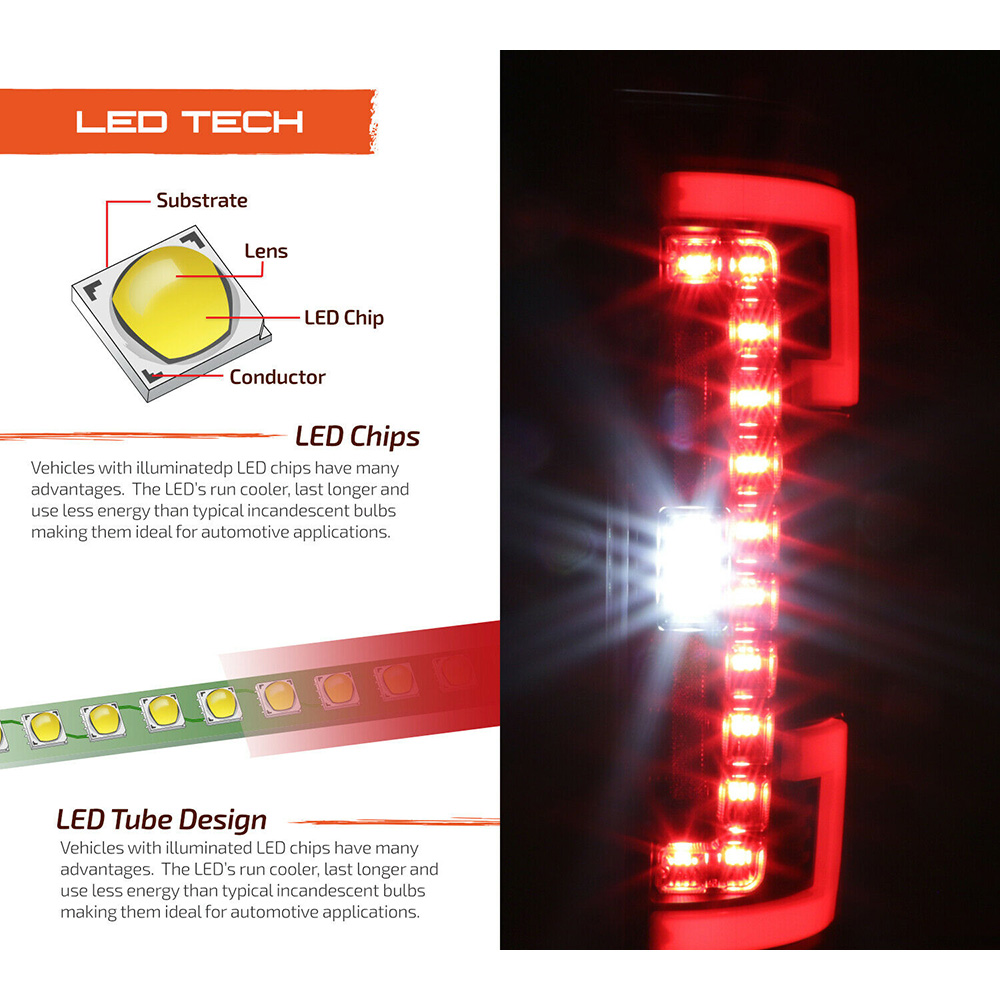 LED TECH
Substrate
Lens
LED Chip
Conductor
LED Chips
Vehicles with illuminatedp LED chips have many
advantages. The LED's run cooler, last longer and
use less energy than typical incandescent bulbs
making them ideal for automotive applications.
LED Tube Design
Vehicles with illuminated LED chips have many
advantages. The LED's run cooler, last longer and
use less energy than typical incandescent bulbs
making them ideal for automotive applications.